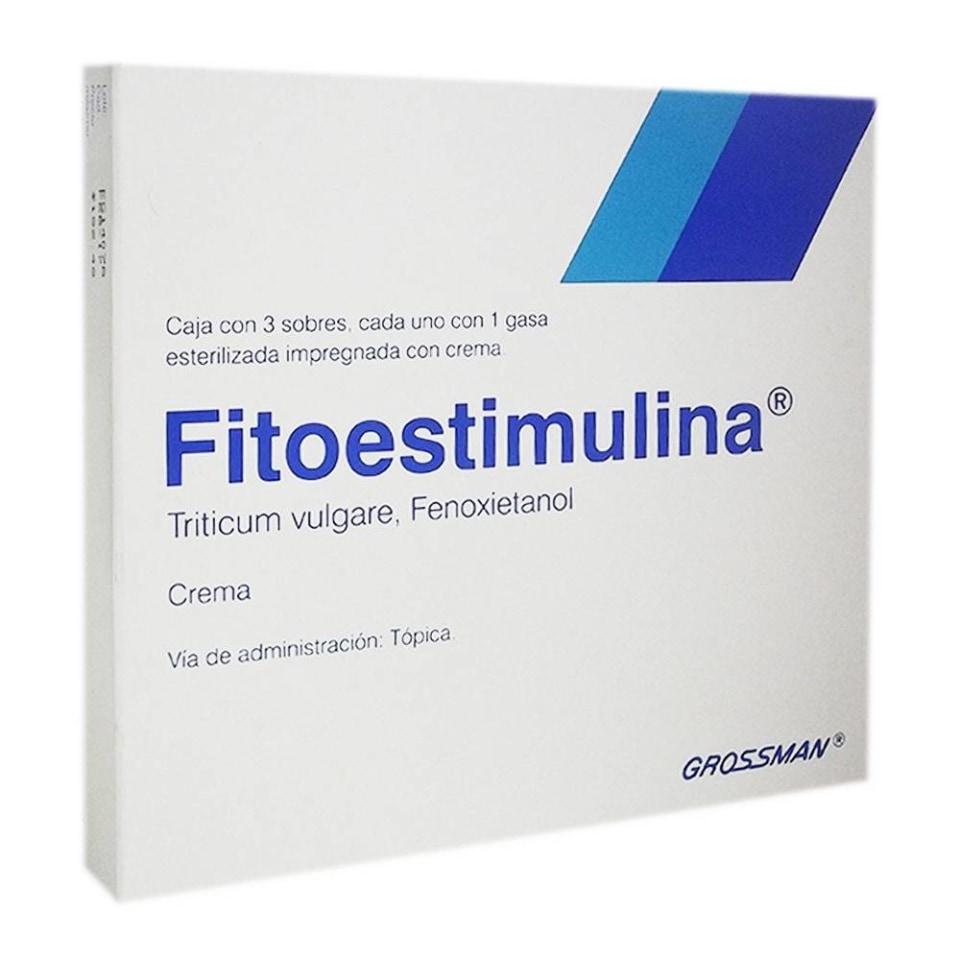 Caja con 3 sobres, cada uno con 1 gasa
esterilizada impregnada con crema.
Fitoestimulina®
Triticum vulgare, Fenoxietanol
Crema
Vía de administración: Tópica.
GROSSMAN®